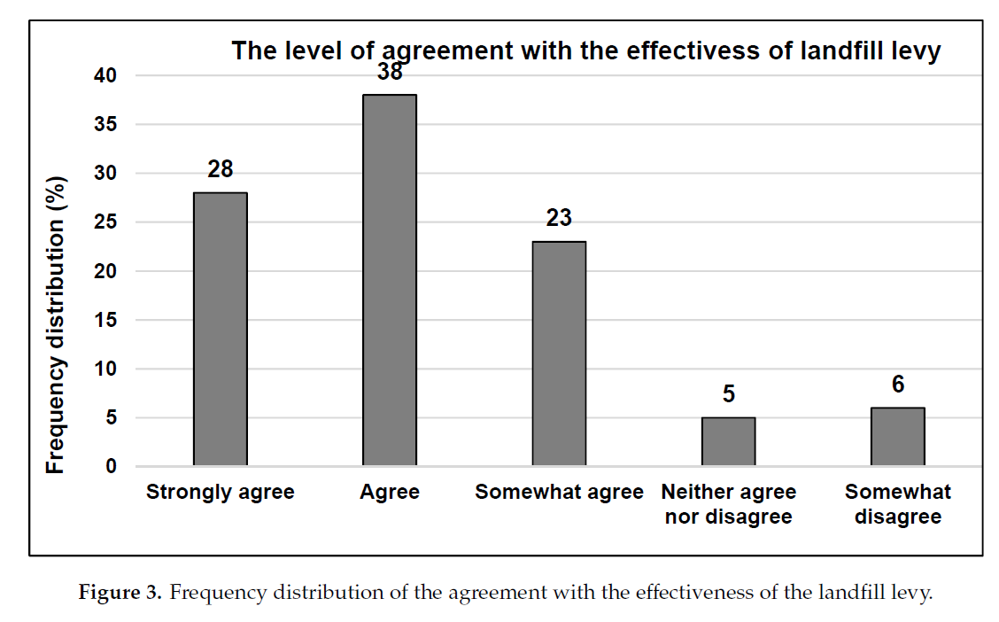 The level of agreement with the effectivess of landfill levy
Frequency distribution (%)
40
35
30
25
20
15
10
5
0
28
38
23
5
6
Strongly agree
Agree
Somewhat agree
Neither agree
nor disagree
Somewhat
disagree
Figure 3. Frequency distribution of the agreement with the effectiveness of the landfill levy.